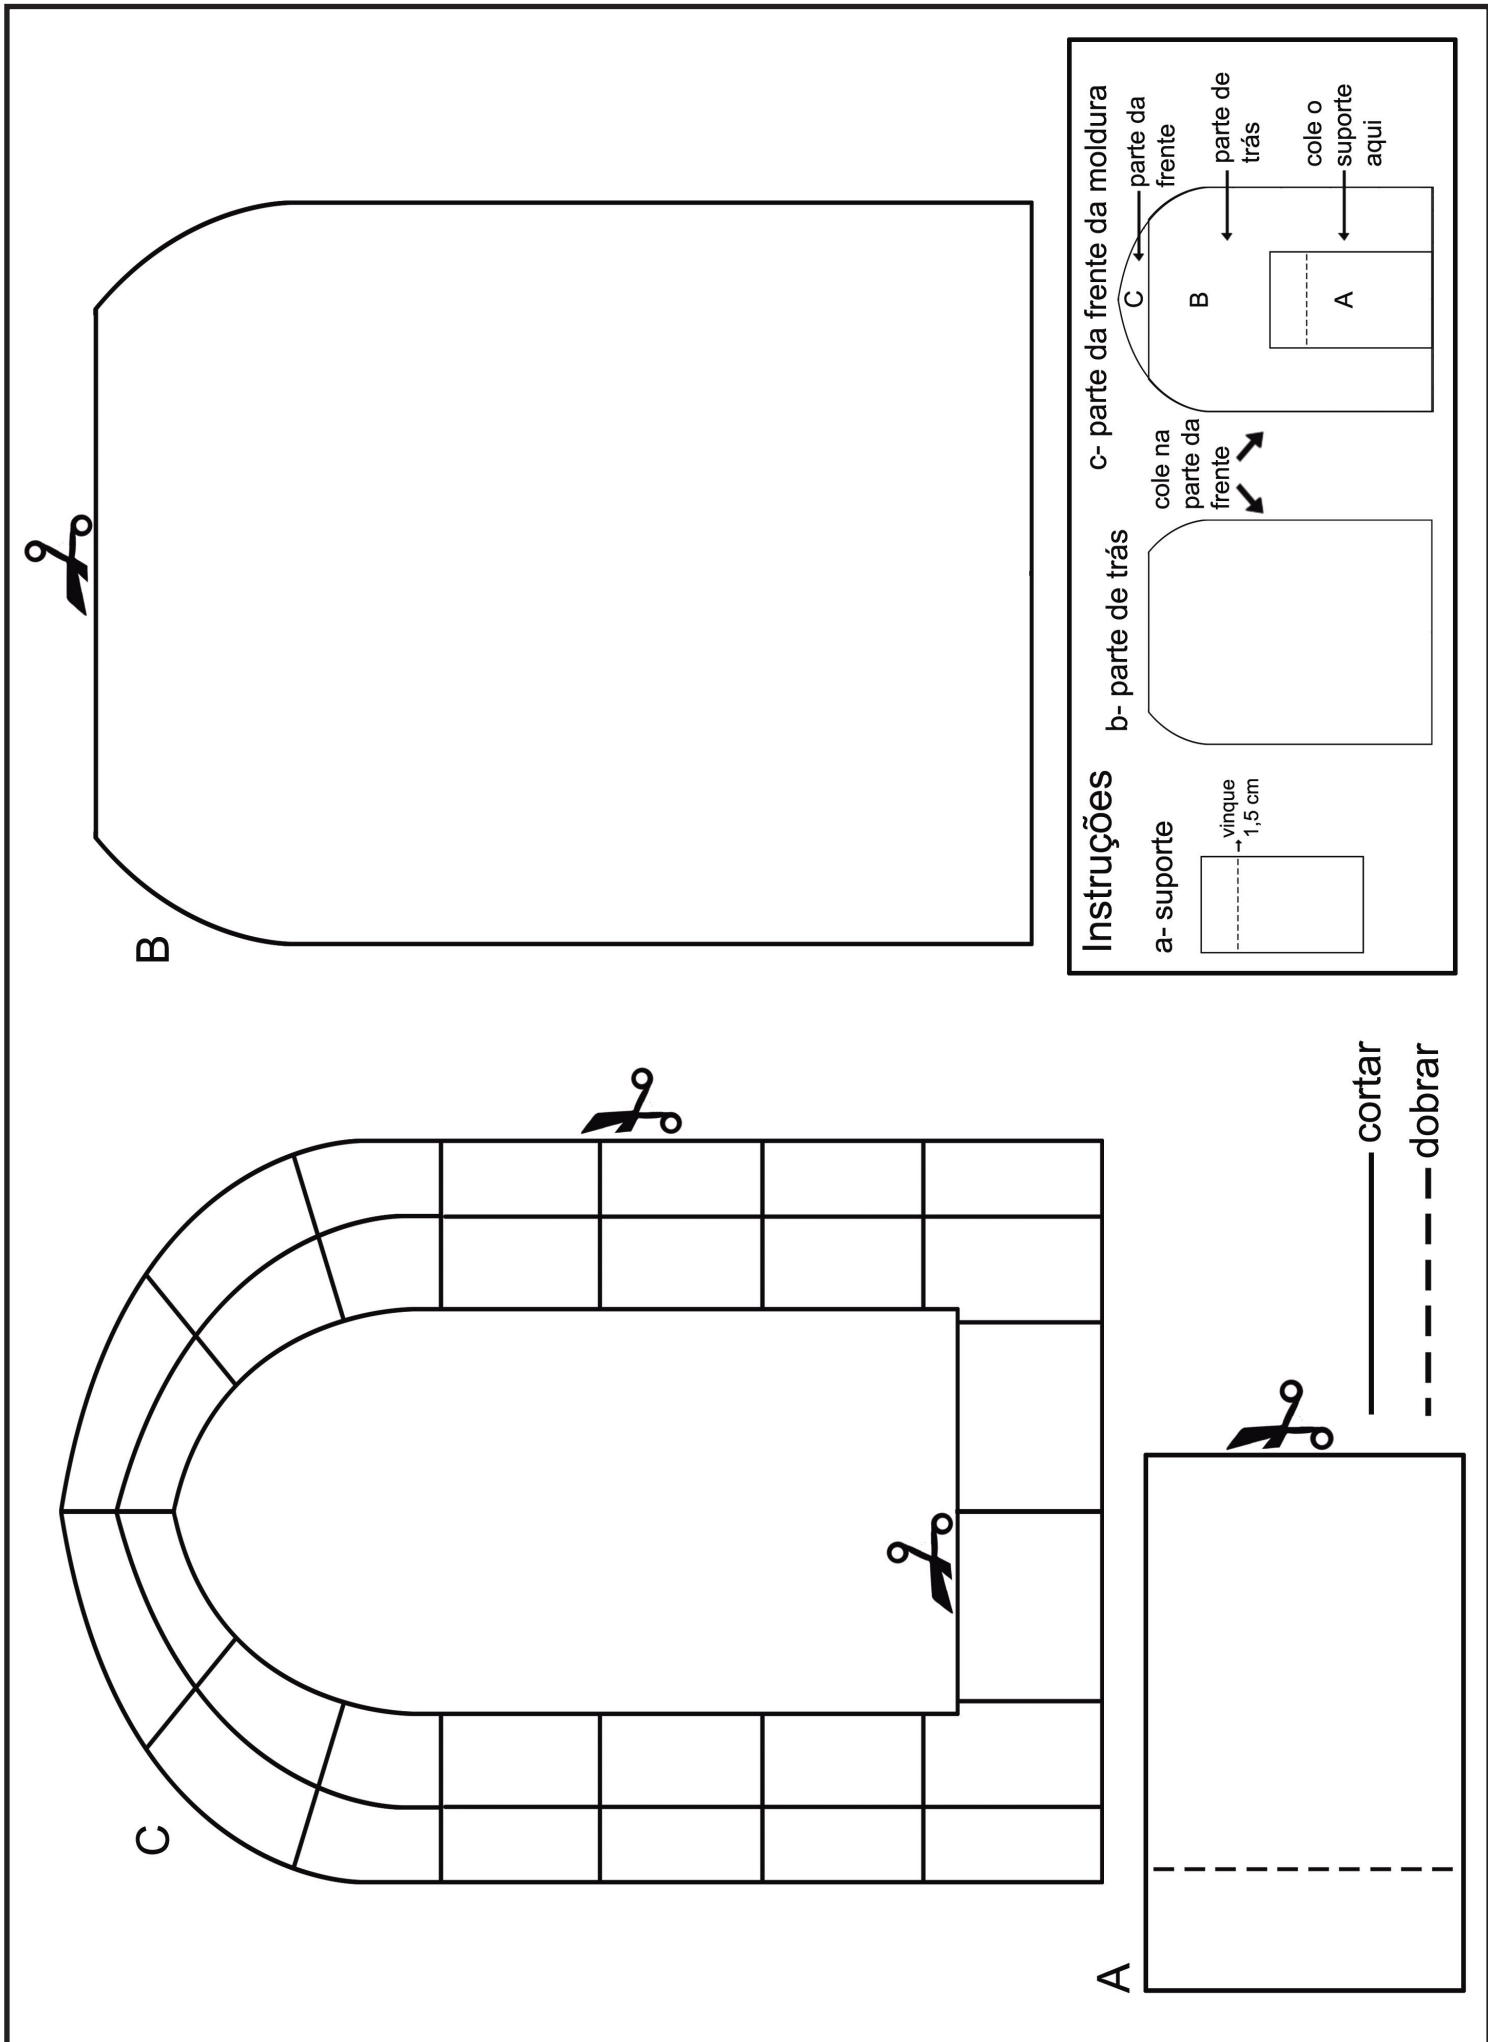 C
B
A
cortar
dobrar
Instruções
a- suporte
vinque
1,5 cm
b- parte de trás
cole na
parte da
frente
c- parte da frente da moldura
C
B
A
parte da
frente
parte de
trás
cole o
suporte
aqui